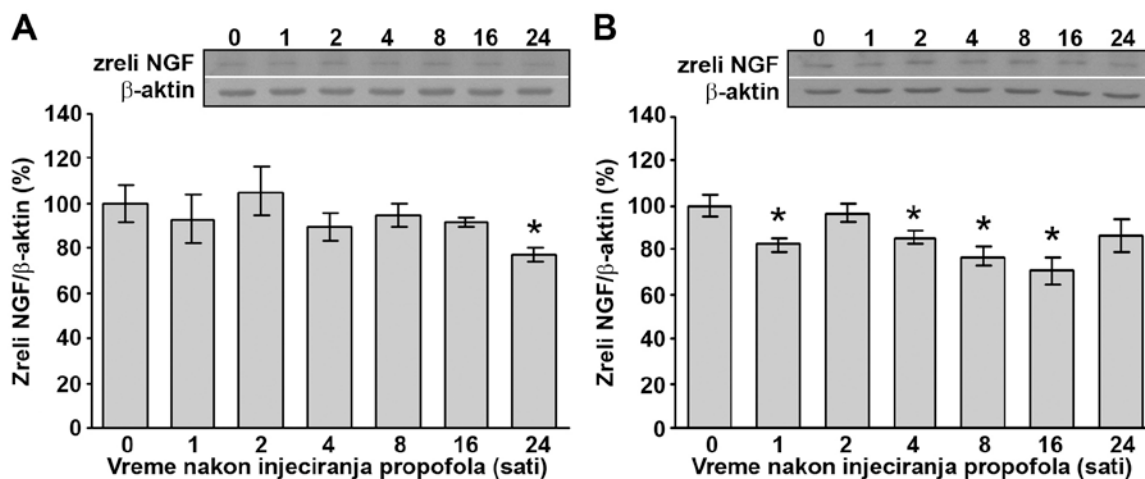 A
0 1 2 4 8 16 24
zreli NGF
β-aktin
Zreli NGF/β-aktin (%)
140
120
100
80
60
40
20
0
*
0 1 2 4 8 16 24
Vreme nakon injeciranja propofola (sati)
B
0 1 2 4 8 16 24
zreli NGF
β-aktin
Zreli NGF/β-aktin (%)
140
120
100
80
60
40
20
0
* * * *
0 1 2 4 8 16 24
Vreme nakon injeciranja propofola (sati)